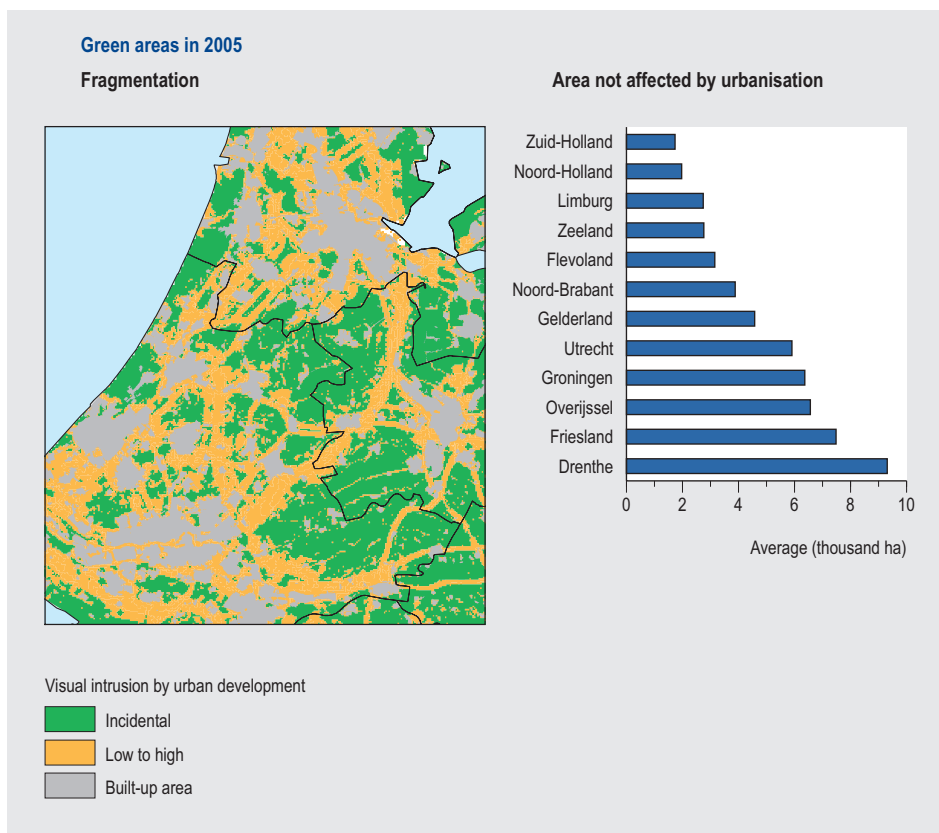 Green areas in 2005
Fragmentation
Area not affected by urbanisation
Zuid-Holland
Noord-Holland
Limburg
Zeeland
Flevoland
Noord-Brabant
Gelderland
Utrecht
Groningen
Overijssel
Friesland
Drenthe
0 2 4 6 8 10
Average (thousand ha)
Visual intrusion by urban development
Incidental
Low to high
Built-up area